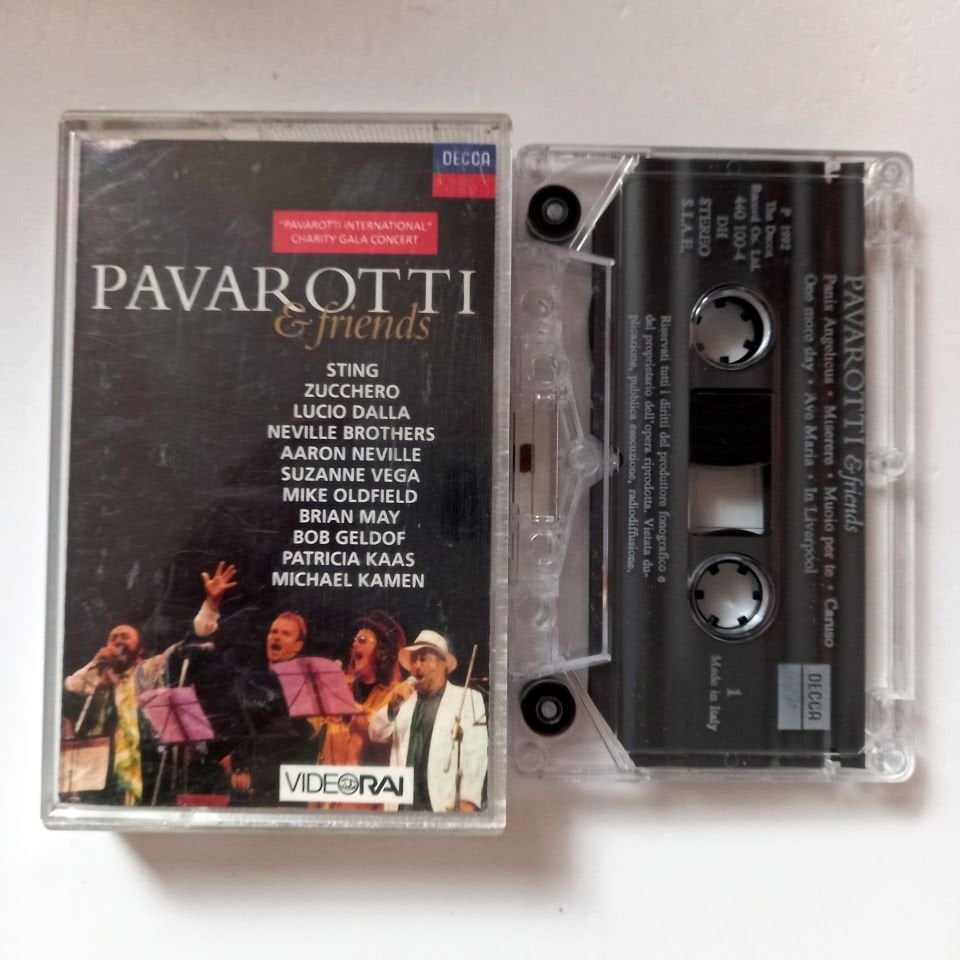 DECCA
"PAVAROTTI INTERNATIONAL"
CHARITY GALA CONCERT
PAVAROTTI
& friends
STING
ZUCCHERO
LUCIO DALLA
NEVILLE BROTHERS
AARON NEVILLE
SUZANNE VEGA
MIKE OLDFIELD
BRIAN MAY
BOB GELDOF
PATRICIA KAAS
MICHAEL KAMEN
VIDEORAI
PAVAROTTI & friends
Panis Angelicus • Miserere • Muoio per te • Caruso
One more day • Ave Maria • In Liverpool
P 1992
The Decca
Record Co. Ltd.
440 100-4
DH
STEREO
S.I.A.E.
Riservati tutti i diritti del produttore fonografico e
del proprietario dell'opera riprodotta. Vietata du-
plicazione, pubblica esecuzione, radiodiffusione.
DECCA
1
Made in Italy